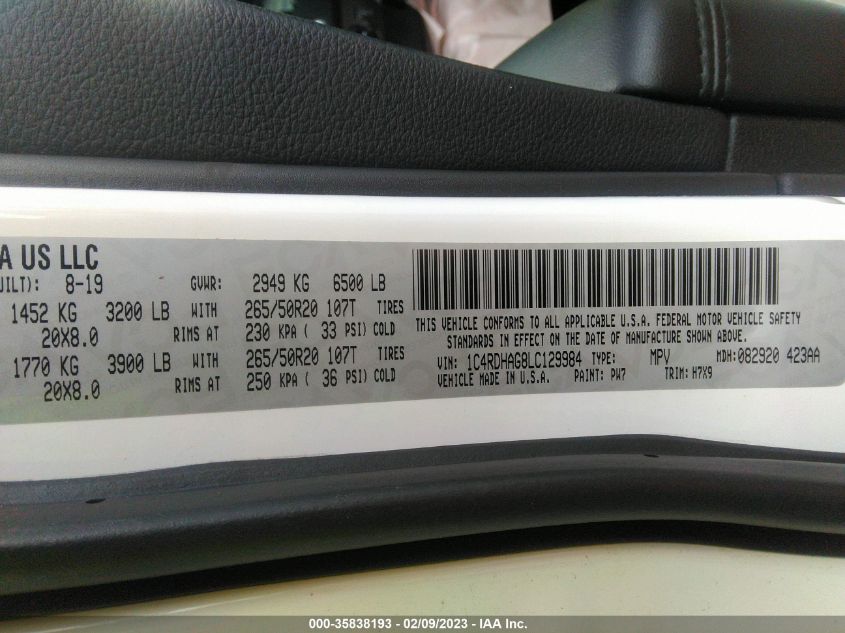 A US LLC
UILT): 8-19 GVWR: 2949 KG 6500 LB
1452 KG 3200 LB WITH 265/50R20 107T TIRES
20X8.0 RIMS AT 230 KPA ( 33 PSI) COLD
1770 KG 3900 LB WITH 265/50R20 107T TIRES
20X8.0 RIMS AT 250 KPA ( 36 PSI) COLD
THIS VEHICLE CONFORMS TO ALL APPLICABLE U.S.A. FEDERAL MOTOR VEHICLE SAFETY
STANDARDS IN EFFECT ON THE DATE OF MANUFACTURE SHOWN ABOVE.
VIN: 1C4RDHAG8LC129984 TYPE: MPV MDH: 082920 423AA
VEHICLE MADE IN U.S.A. PAINT: PW7 TRIM: H7X9
000-35838193 - 02/09/2023 - IAA Inc.